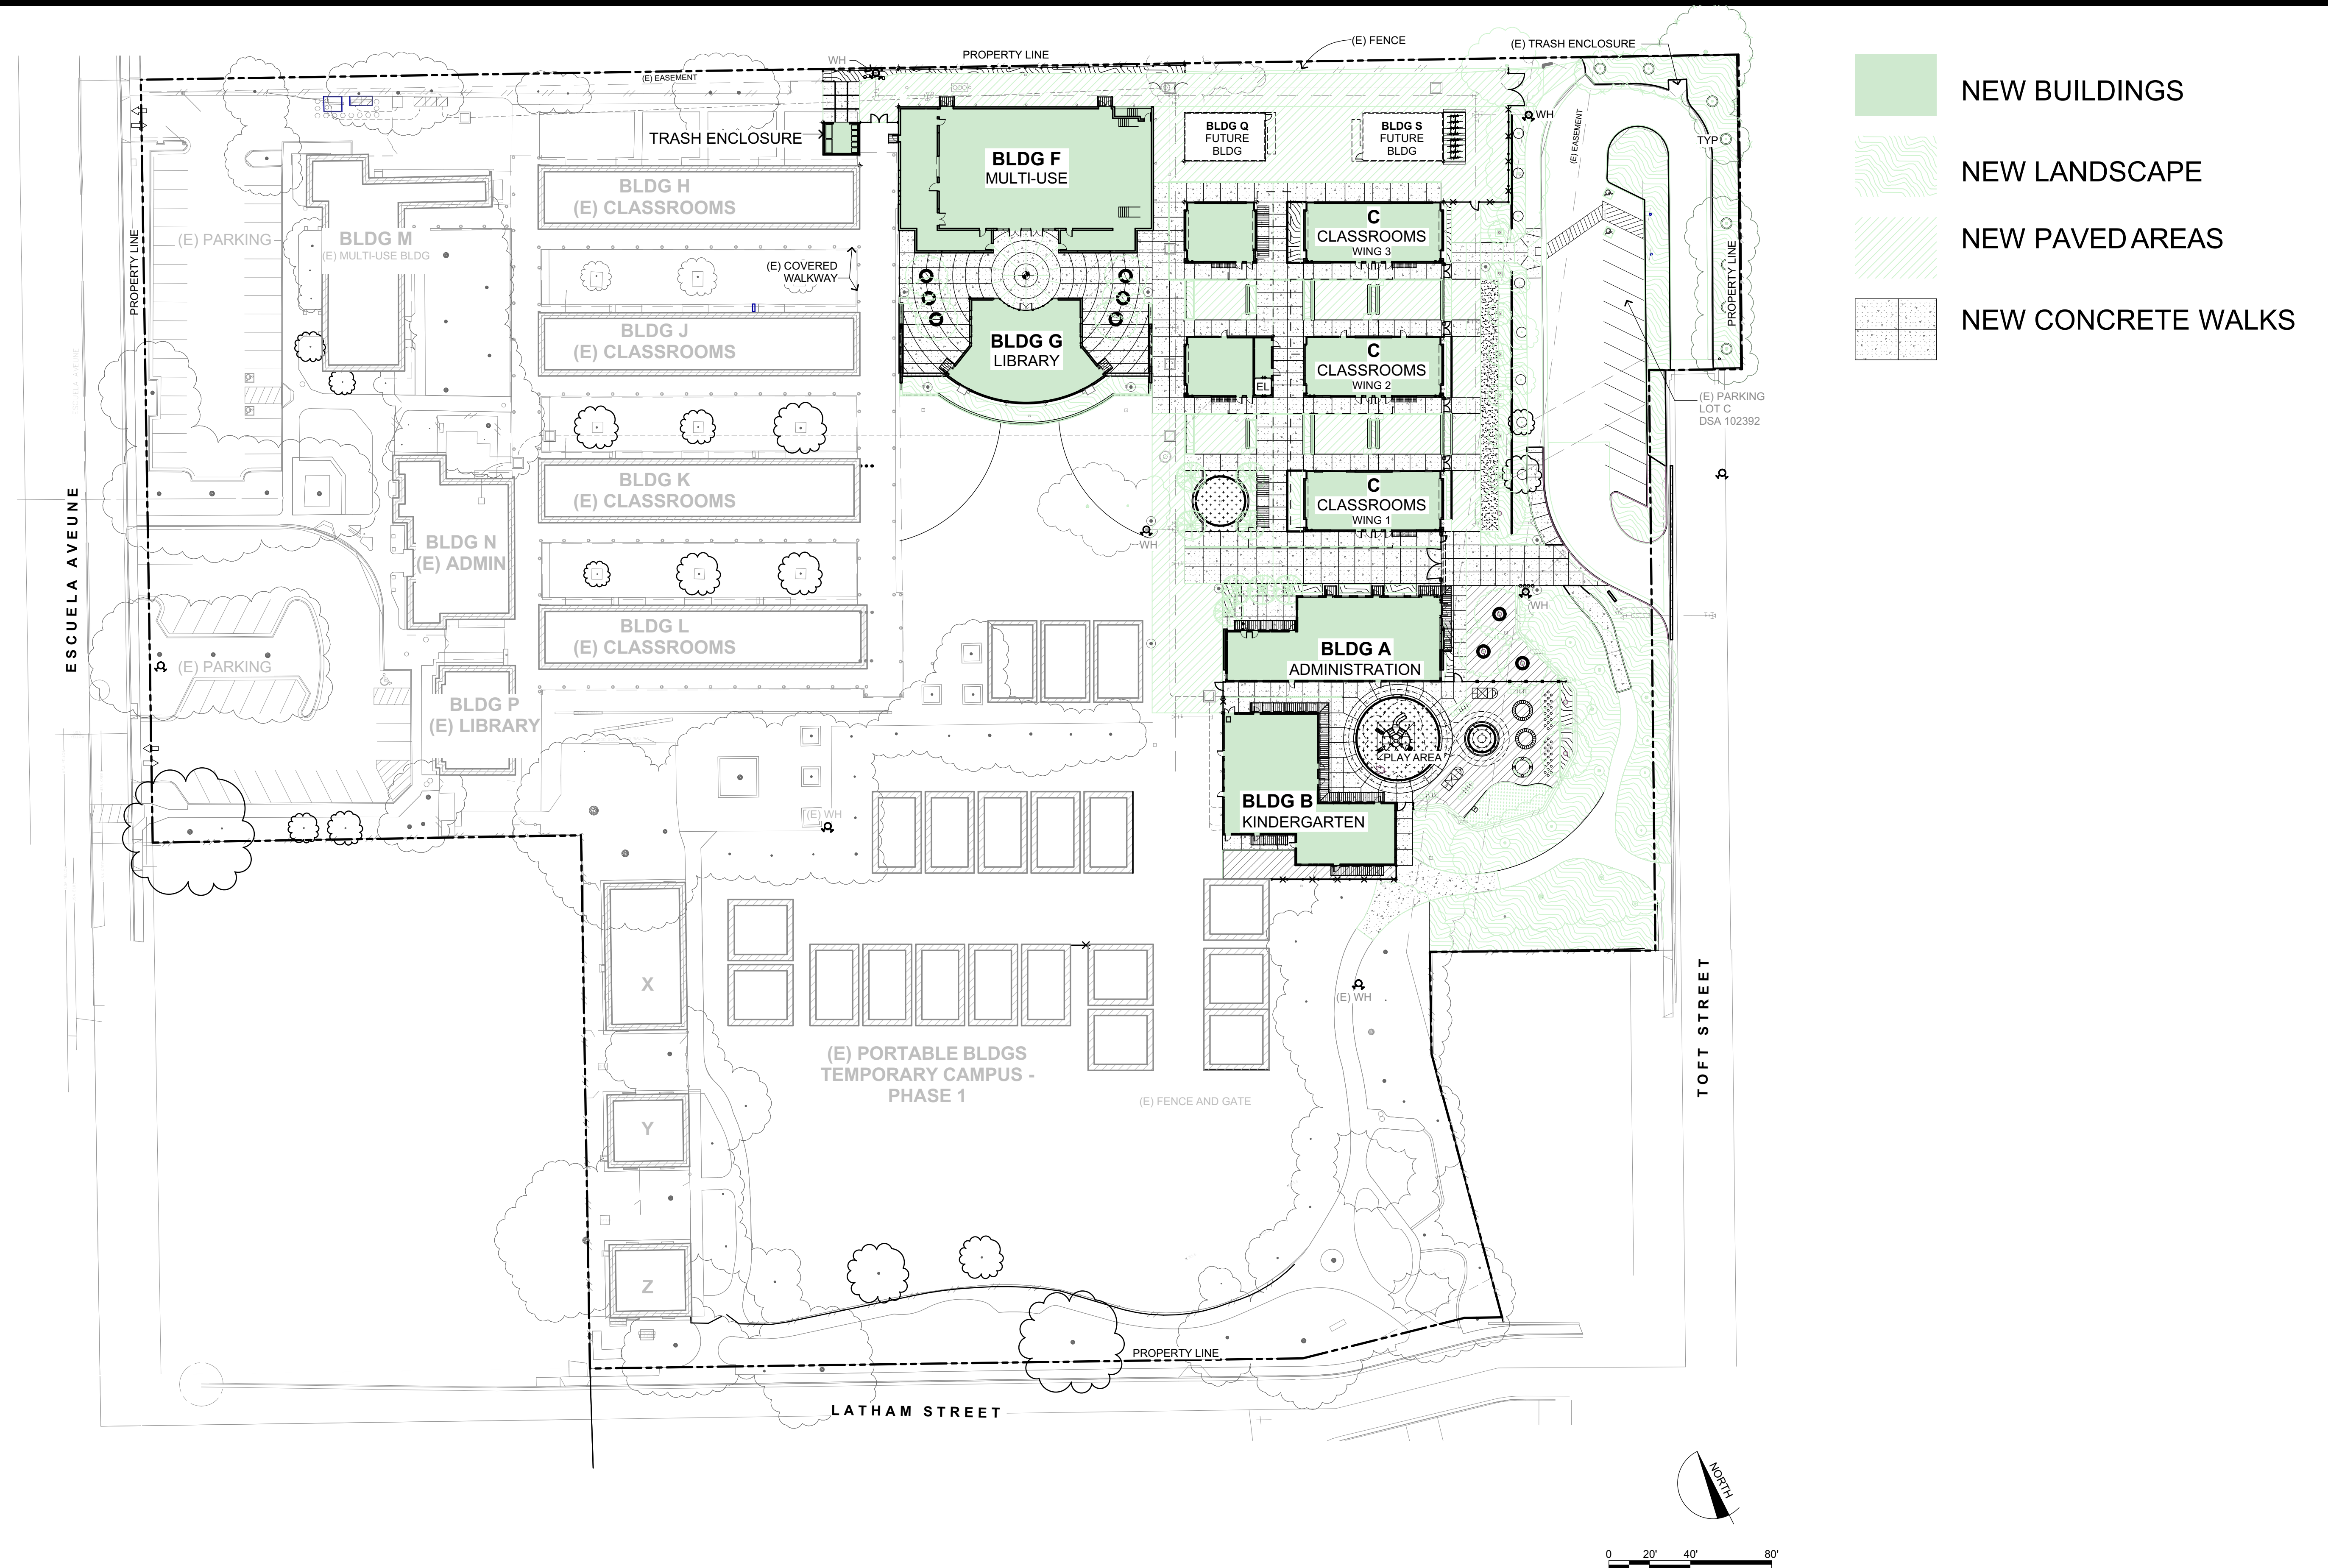 (E) FENCE
(E) TRASH ENCLOSURE
PROPERTY LINE
WH
(E) EASEMENT
NEW BUILDINGS
NEW LANDSCAPE
NEW PAVED AREAS
NEW CONCRETE WALKS
TRASH ENCLOSURE
BLDG F
MULTI-USE
BLDG Q
FUTURE
BLDG
BLDG S
FUTURE
BLDG
WH
(E) EASEMENT
TYP
BLDG H
(E) CLASSROOMS
(E) PARKING
BLDG M
(E) MULTI-USE BLDG
PROPERTY LINE
(E) COVERED
WALKWAY
C
CLASSROOMS
WING 3
PROPERTY LINE
BLDG J
(E) CLASSROOMS
BLDG G
LIBRARY
C
CLASSROOMS
WING 2
EL
ESCUELA AVEUNE
(E) PARKING
LOT C
DSA 102392
BLDG K
(E) CLASSROOMS
C
CLASSROOMS
WING 1
ESCUELA AVEUNE
BLDG N
(E) ADMIN
WH
WH
BLDG L
(E) CLASSROOMS
(E) PARKING
BLDG A
ADMINISTRATION
BLDG P
(E) LIBRARY
PLAY AREA
BLDG B
KINDERGARTEN
(E) WH
X
(E) WH
TOFT STREET
(E) PORTABLE BLDGS
TEMPORARY CAMPUS -
PHASE 1
(E) FENCE AND GATE
Y
Z
PROPERTY LINE
LATHAM STREET
NORTH
0 20' 40' 80'